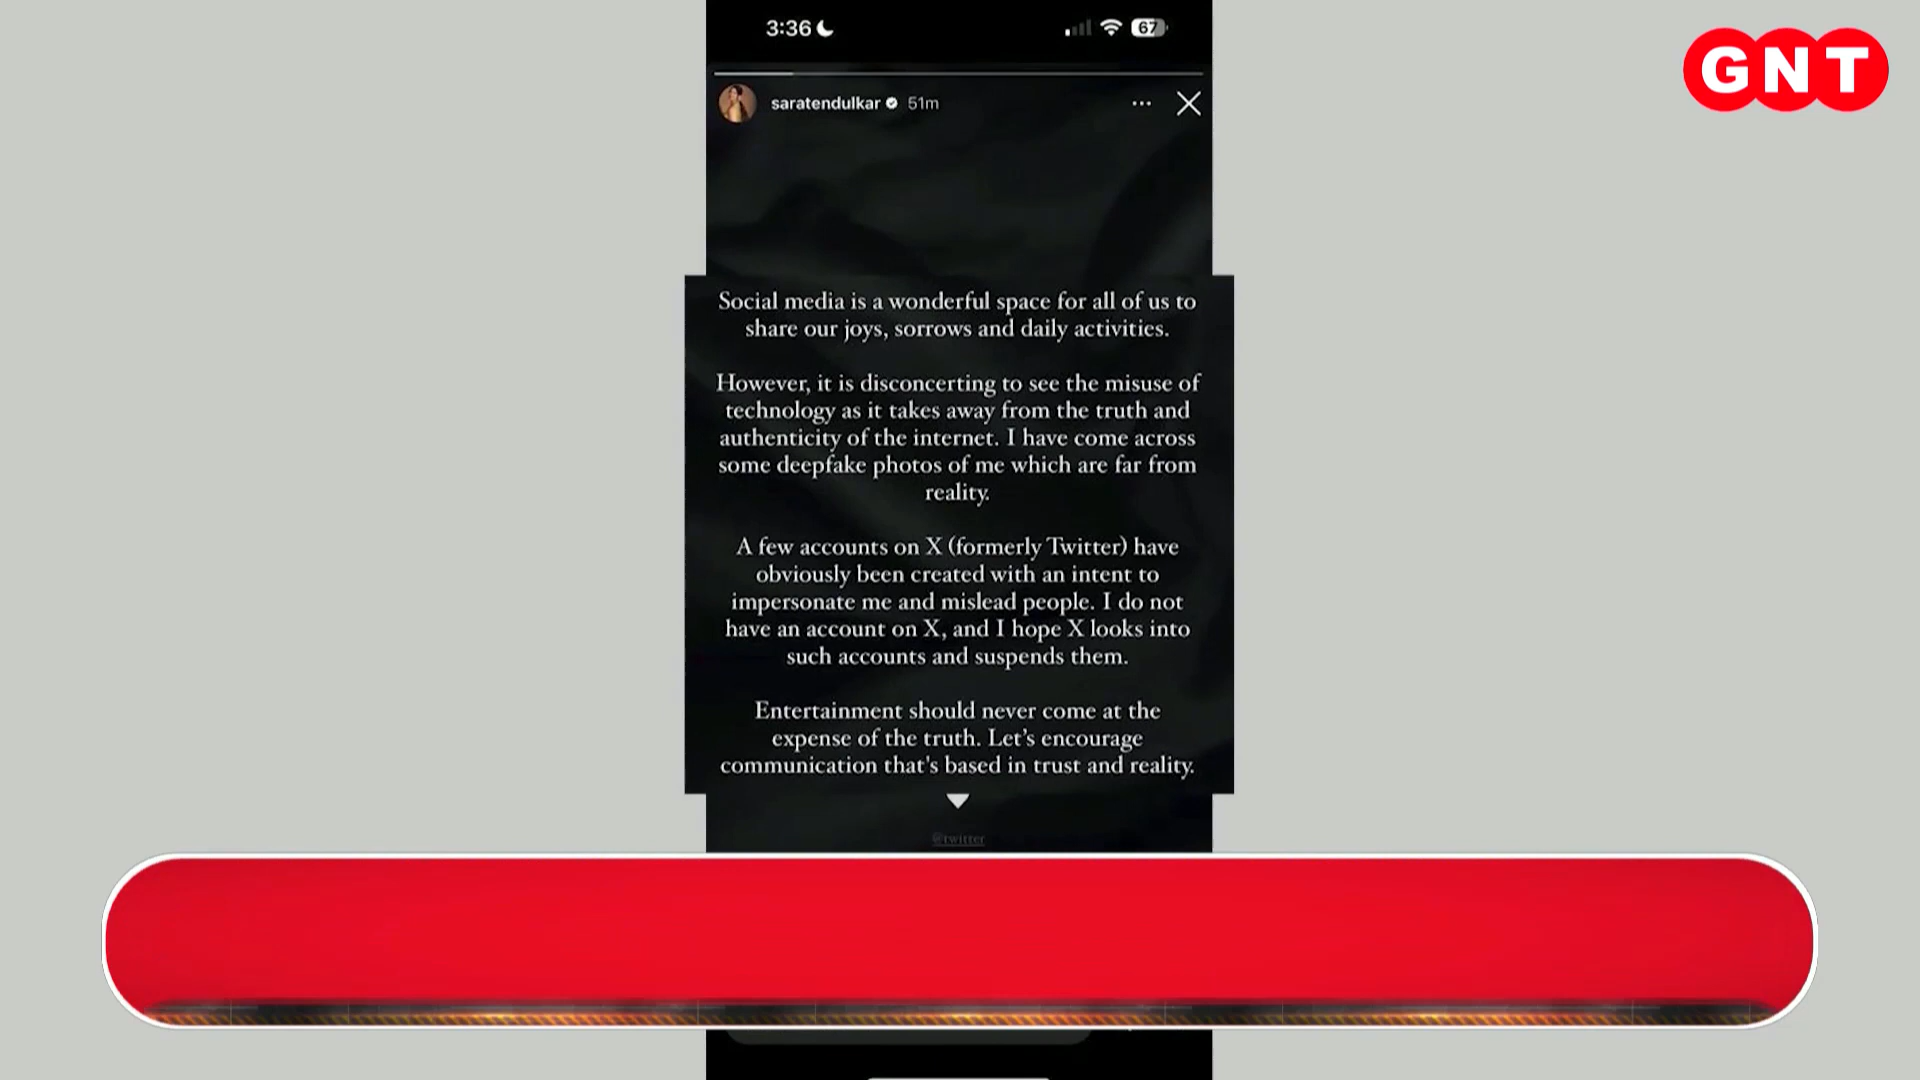 3:36
67
GNT
saratendulkar 51m
Social media is a wonderful space for all of us to
share our joys, sorrows and daily activities.
However, it is disconcerting to see the misuse of
technology as it takes away from the truth and
authenticity of the internet. I have come across
some deepfake photos of me which are far from
reality.
A few accounts on X (formerly Twitter) have
obviously been created with an intent to
impersonate me and mislead people. I do not
have an account on X, and I hope X looks into
such accounts and suspends them.
Entertainment should never come at the
expense of the truth. Let’s encourage
communication that's based in trust and reality.
@twitter